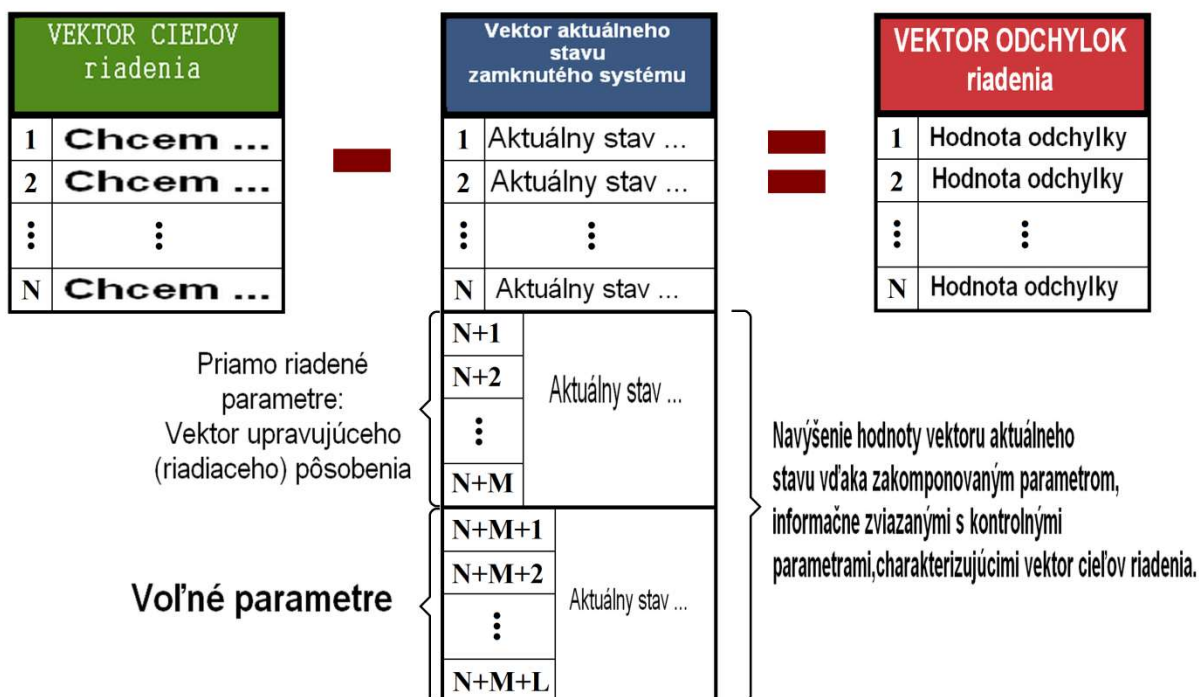 VEKTOR CIEĽOV
riadenia
1 Chcem ...
2 Chcem ...
⋮ ⋮
N Chcem ...
Vektor aktuálneho
stavu
zamknutého systému
1 Aktuálny stav ...
2 Aktuálny stav ...
⋮ ⋮
N Aktuálny stav ...
VEKTOR ODCHYLOK
riadenia
1 Hodnota odchylky
2 Hodnota odchylky
⋮ ⋮
N Hodnota odchylky
Priamo riadené
parametre:
Vektor upravujúceho
(riadiaceho) pôsobenia
N+1
N+2
⋮
N+M
Aktuálny stav ...
Voľné parametre
N+M+1
N+M+2
⋮
N+M+L
Aktuálny stav ...
Navýšenie hodnoty vektoru aktuálneho
stavu vďaka zakomponovaným parametrom,
informačne zviazanými s kontrolnými
parametrami,charakterizujúcimi vektor cieľov riadenia.